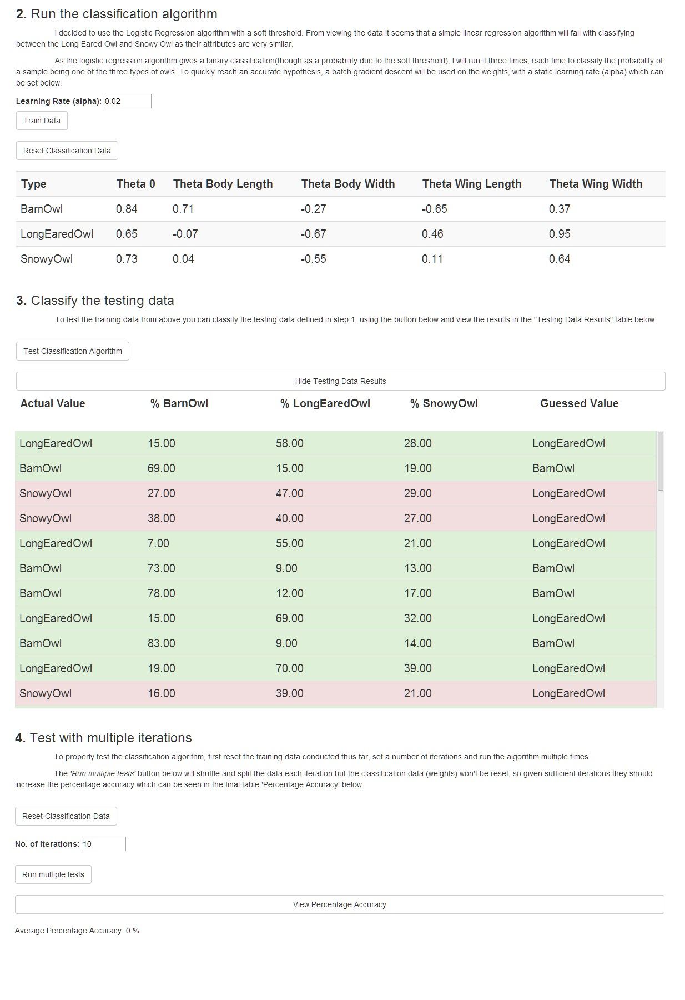 2. Run the classification algorithm
I decided to use the Logistic Regression algorithm with a soft threshold. From viewing the data it seems that a simple linear regression algorithm will fail with classifying
between the Long Eared Owl and Snowy Owl as their attributes are very similar.
As the logistic regression algorithm gives a binary classification(though as a probability due to the soft threshold), I will run it three times, each time to classify the probability of
a sample being one of the three types of owls. To quickly reach an accurate hypothesis, a batch gradient descent will be used on the weights, with a static learning rate (alpha) which can
be set below.
Learning Rate (alpha): 0.02
Train Data
Reset Classification Data
Type Theta 0 Theta Body Length Theta Body Width Theta Wing Length Theta Wing Width
BarnOwl 0.84 0.71 -0.27 -0.65 0.37
LongEaredOwl 0.65 -0.07 -0.67 0.46 0.95
SnowyOwl 0.73 0.04 -0.55 0.11 0.64
3. Classify the testing data
To test the training data from above you can classify the testing data defined in step 1. using the button below and view the results in the "Testing Data Results" table below.
Test Classification Algorithm
Hide Testing Data Results
Actual Value % BarnOwl % LongEaredOwl % SnowyOwl Guessed Value
LongEaredOwl 15.00 58.00 28.00 LongEaredOwl
BarnOwl 69.00 15.00 19.00 BarnOwl
SnowyOwl 27.00 47.00 29.00 LongEaredOwl
SnowyOwl 38.00 40.00 27.00 LongEaredOwl
LongEaredOwl 7.00 55.00 21.00 LongEaredOwl
BarnOwl 73.00 9.00 13.00 BarnOwl
BarnOwl 78.00 12.00 17.00 BarnOwl
LongEaredOwl 15.00 69.00 32.00 LongEaredOwl
BarnOwl 83.00 9.00 14.00 BarnOwl
LongEaredOwl 19.00 70.00 39.00 LongEaredOwl
SnowyOwl 16.00 39.00 21.00 LongEaredOwl
4. Test with multiple iterations
To properly test the classification algorithm, first reset the training data conducted thus far, set a number of iterations and run the algorithm multiple times.
The 'Run multiple tests' button below will shuffle and split the data each iteration but the classification data (weights) won't be reset, so given sufficient iterations they should
increase the percentage accuracy which can be seen in the final table 'Percentage Accuracy' below.
Reset Classification Data
No. of Iterations: 10
Run multiple tests
View Percentage Accuracy
Average Percentage Accuracy: 0 %